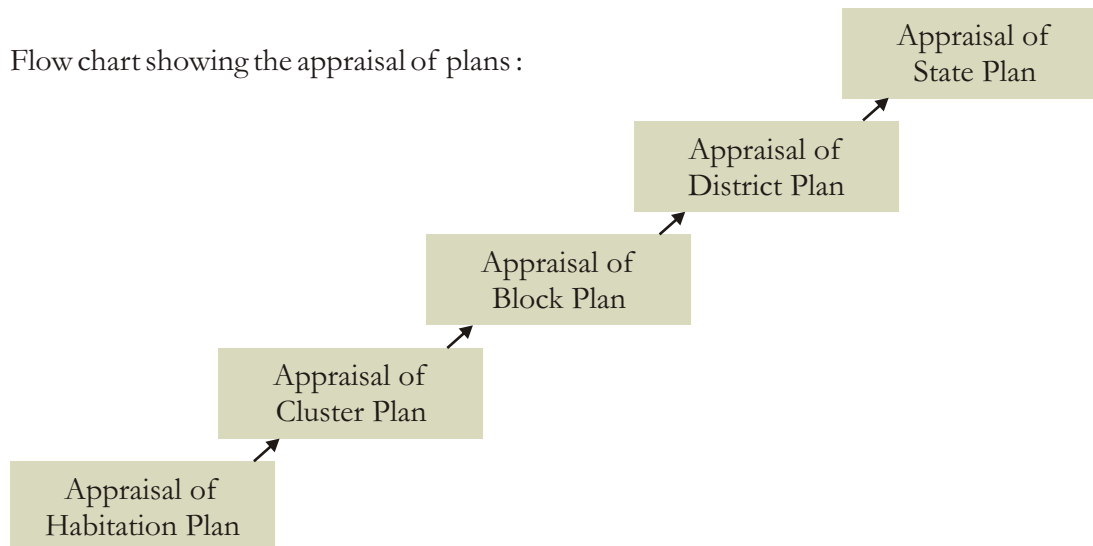 Flow chart showing the appraisal of plans :
Appraisal of
State Plan
Appraisal of
District Plan
Appraisal of
Block Plan
Appraisal of
Cluster Plan
Appraisal of
Habitation Plan